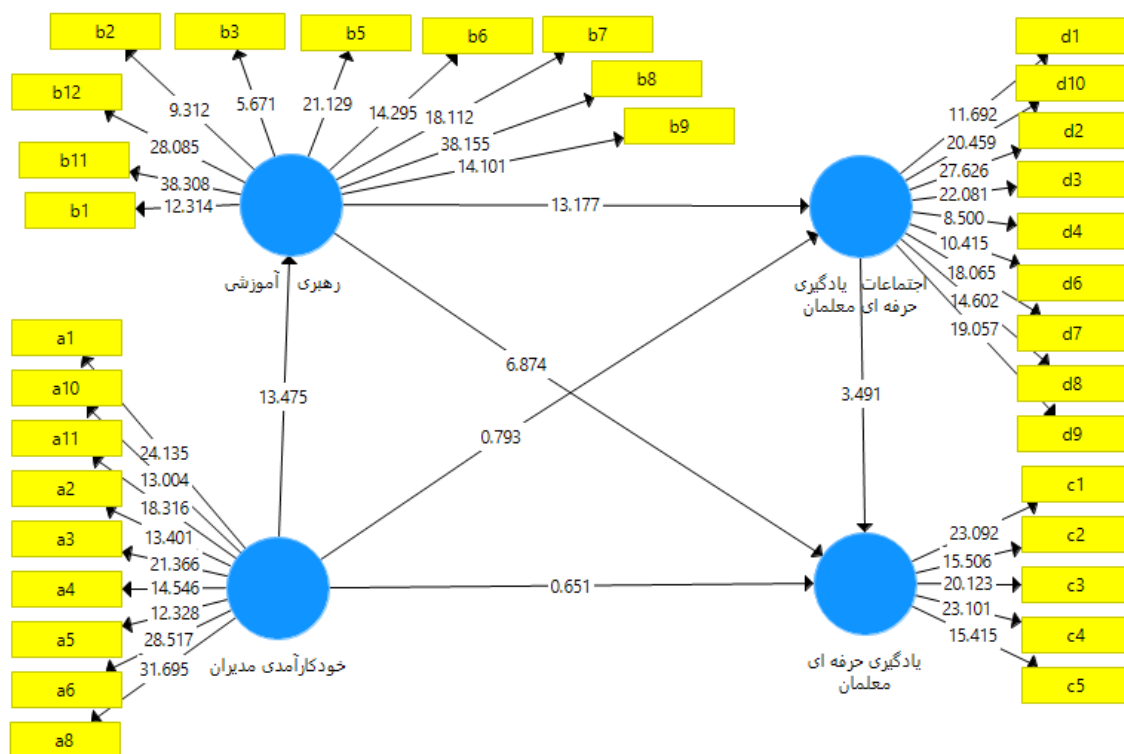 b2
b3
b5
b6
b7
b8
b9
b12
b11
b1
9.312
5.671
21.129
14.295
18.112
38.155
14.101
28.085
38.308
12.314
رهبری آموزشی
13.177
d1
d10
d2
d3
d4
d6
d7
d8
d9
11.692
20.459
27.626
22.081
8.500
10.415
18.065
14.602
19.057
اجتماعات یادگیری
حرفه ای معلمان
13.475
6.874
0.793
3.491
0.651
a1
a10
a11
a2
a3
a4
a5
a6
a8
24.135
13.004
18.316
13.401
21.366
14.546
12.328
28.517
31.695
خودکارآمدی مدیران
c1
c2
c3
c4
c5
23.092
15.506
20.123
23.101
15.415
یادگیری حرفه ای
معلمان